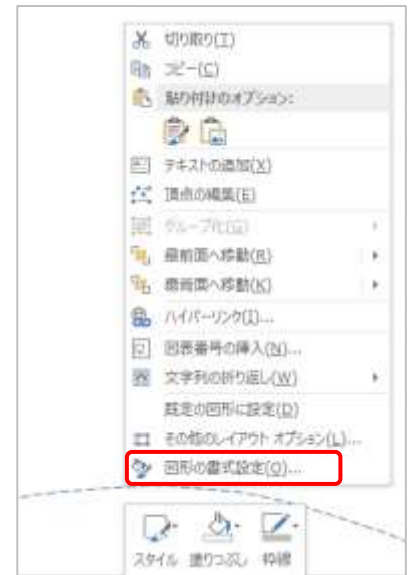 切り取り(T)
コピー(C)
貼り付けのオプション:
テキストの追加(X)
頂点の編集(E)
グループ化(G)
最前面へ移動(R)
最背面へ移動(K)
ハイパーリンク(I)...
図表番号の挿入(N)...
文字列の折り返し(W)
既定の図形に設定(D)
その他のレイアウト オプション(L)...
図形の書式設定(O)...
スタイル 塗りつぶし 枠線